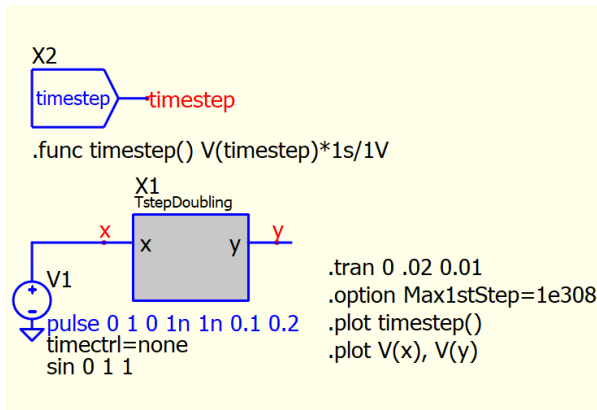 X2
timestep
timestep
.func timestep() V(timestep)*1s/1V
X1
TstepDoubling
x
y
x
y
V1
pulse 0 1 0 1n 1n 0.1 0.2
timectrl=none
sin 0 1 1
.tran 0 .02 0.01
.option Max1stStep=1e308
.plot timestep()
.plot V(x), V(y)